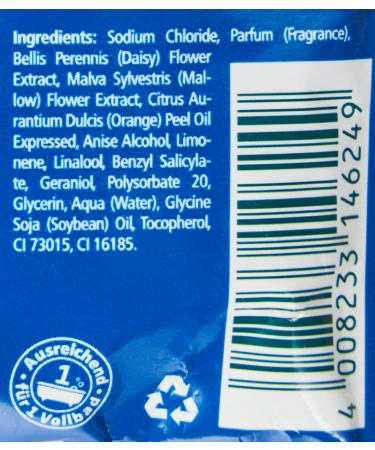 Ingredients: Sodium Chloride, Parfum (Fragrance),
Bellis Perennis (Daisy) Flower
Extract, Malva Sylvestris (Mal-
low) Flower Extract, Citrus Au-
rantium Dulcis (Orange) Peel Oil
Expressed, Anise Alcohol, Limo-
nene, Linalool, Benzyl Salicyla-
te, Geraniol, Polysorbate 20,
Glycerin, Aqua (Water), Glycine
Soja (Soybean) Oil, Tocopherol,
CI 73015, CI 16185.
4 008233 146249
Ausreichend
1
für 1 Vollbad